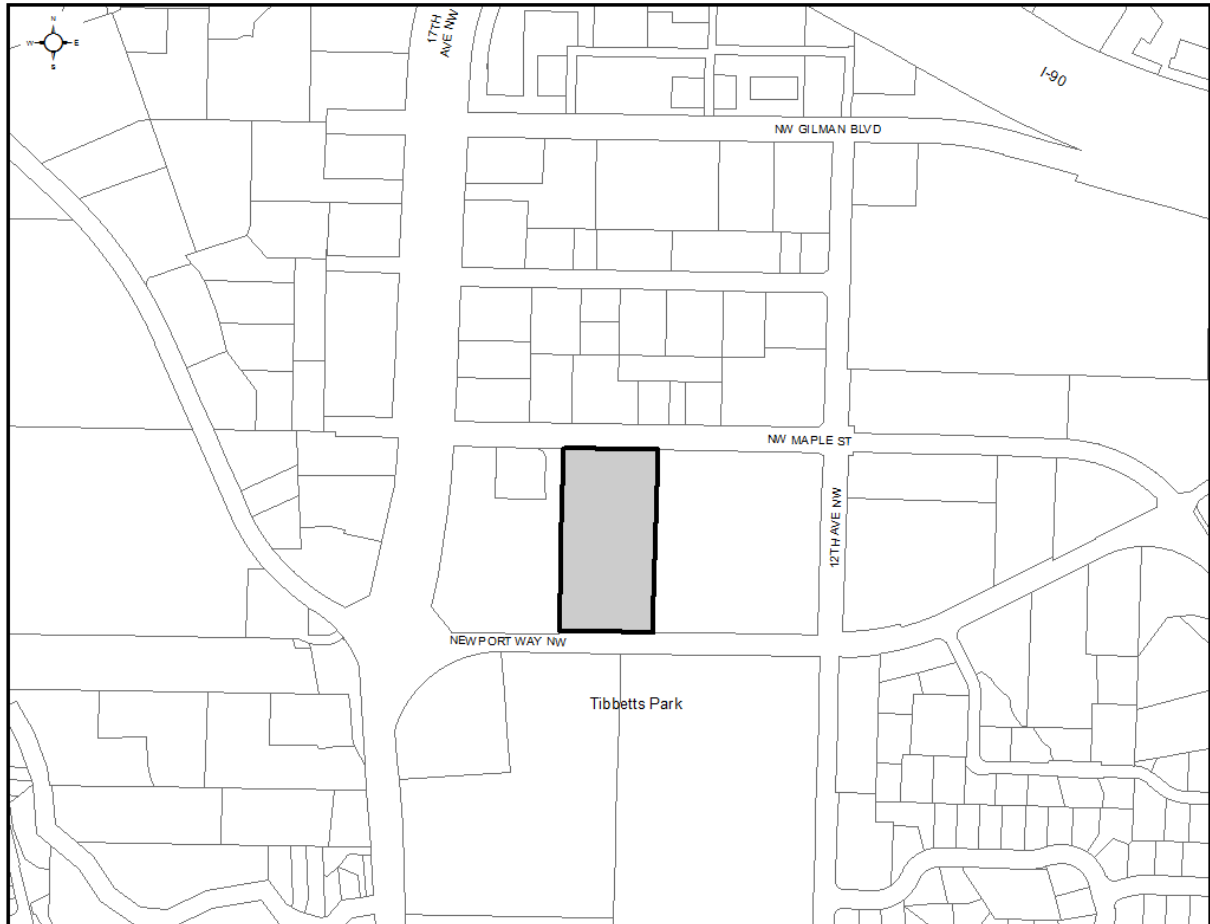 N
W E
S
17TH
AVE NW
I-90
NW GILMAN BLVD
NW MAPLE ST
12TH AVE NW
NEWPORT WAY NW
Tibbetts Park